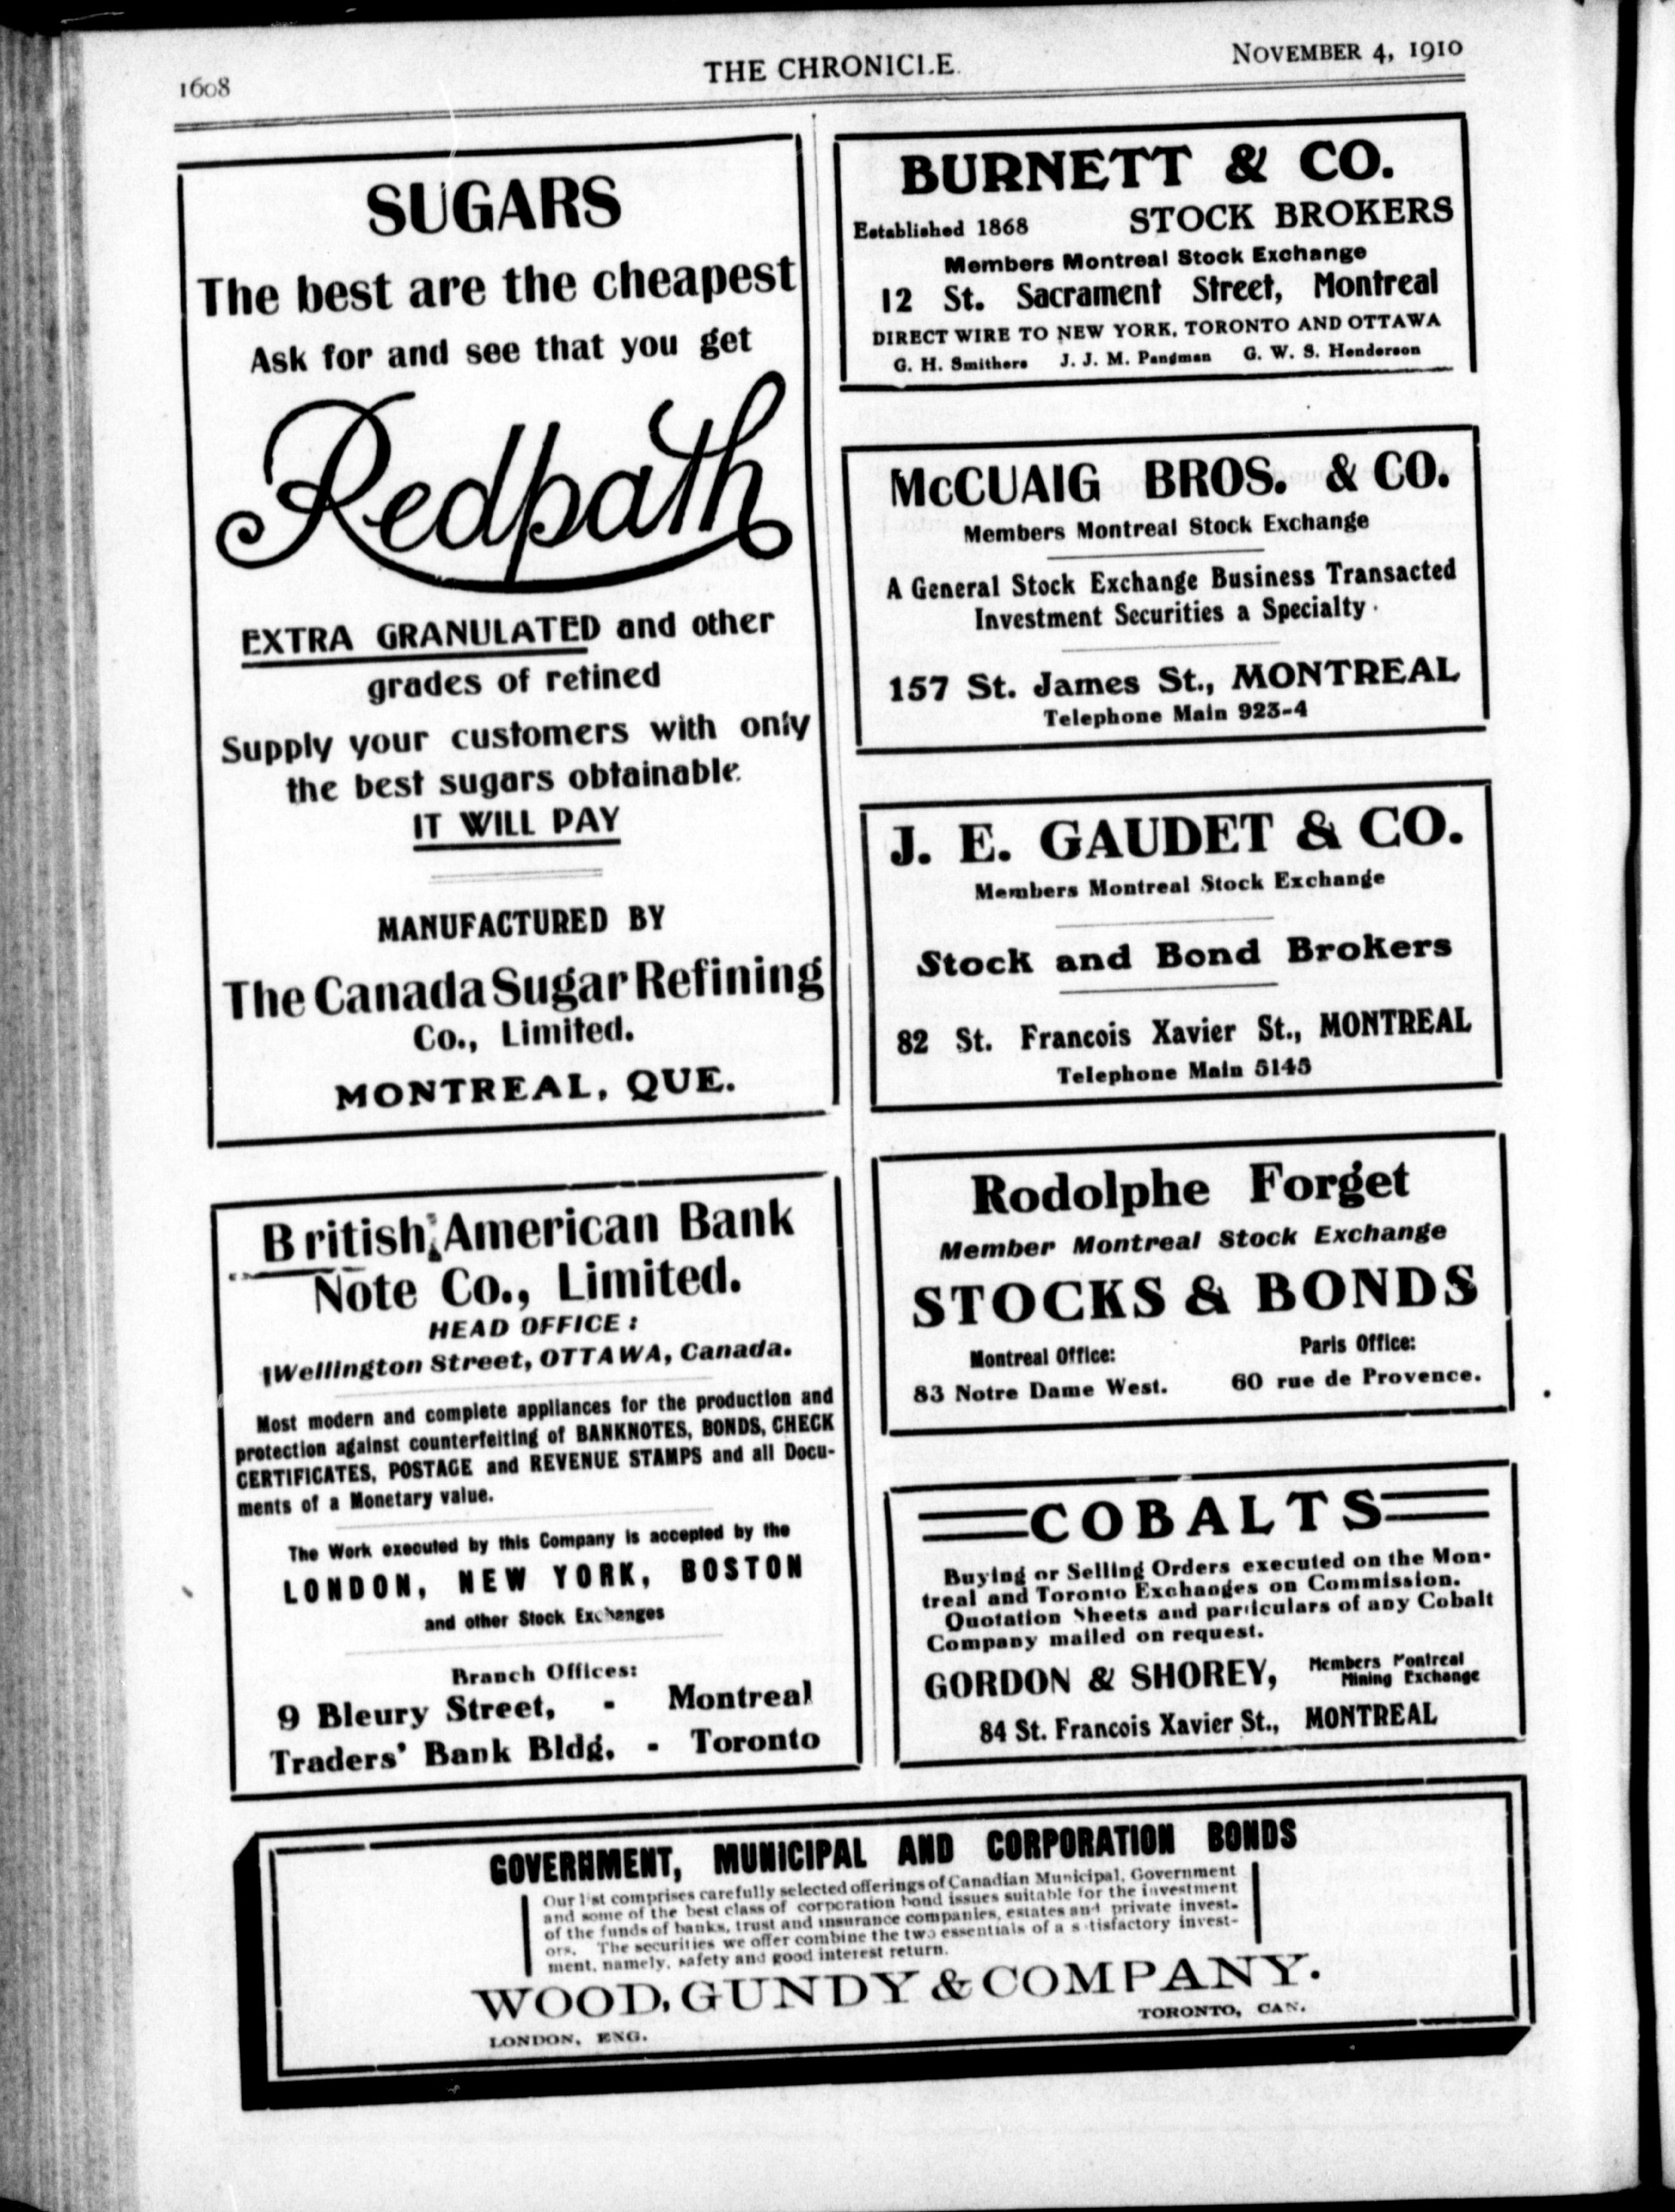 1608
THE CHRONICLE.
NOVEMBER 4, 1910
SUGARS
The best are the cheapest
Ask for and see that you get
Redpath
EXTRA GRANULATED and other
grades of refined
Supply your customers with only
the best sugars obtainable.
IT WILL PAY
MANUFACTURED BY
The Canada Sugar Refining
Co., Limited.
MONTREAL, QUE.
British American Bank
Note Co., Limited.
HEAD OFFICE:
Wellington Street, OTTAWA, Canada.
Most modern and complete appliances for the production and
protection against counterfeiting of BANKNOTES, BONDS, CHECK
CERTIFICATES, POSTAGE and REVENUE STAMPS and all Docu-
ments of a Monetary value.
The Work executed by this Company is accepted by the
LONDON, NEW YORK, BOSTON
and other Stock Exchanges
Branch Offices:
9 Bleury Street, - Montreal
Traders' Bank Bldg. - Toronto
BURNETT & CO.
Established 1868 STOCK BROKERS
Members Montreal Stock Exchange
12 St. Sacrament Street, Montreal
DIRECT WIRE TO NEW YORK, TORONTO AND OTTAWA
G. H. Smithers J. J. M. Pangman G. W. S. Henderson
McCUAIG BROS. & CO.
Members Montreal Stock Exchange
A General Stock Exchange Business Transacted
Investment Securities a Specialty.
157 St. James St., MONTREAL
Telephone Main 923-4
J. E. GAUDET & CO.
Members Montreal Stock Exchange
Stock and Bond Brokers
82 St. Francois Xavier St., MONTREAL
Telephone Main 5145
Rodolphe Forget
Member Montreal Stock Exchange
STOCKS & BONDS
Montreal Office: Paris Office:
83 Notre Dame West. 60 rue de Provence.
COBALTS
Buying or Selling Orders executed on the Mon-
treal and Toronto Exchanges on Commission.
Quotation Sheets and particulars of any Cobalt
Company mailed on request.
GORDON & SHOREY, Members Montreal
Mining Exchange
84 St. Francois Xavier St., MONTREAL
GOVERNMENT, MUNICIPAL AND CORPORATION BONDS
Our list comprises carefully selected offerings of Canadian Municipal, Government
and some of the best class of corporation bond issues suitable for the investment
of the funds of banks, trust and insurance companies, estates and private invest-
ors. The securities we offer combine the two essentials of a satisfactory invest-
ment, namely, safety and good interest return.
WOOD, GUNDY & COMPANY.
LONDON, ENG. TORONTO, CAN.